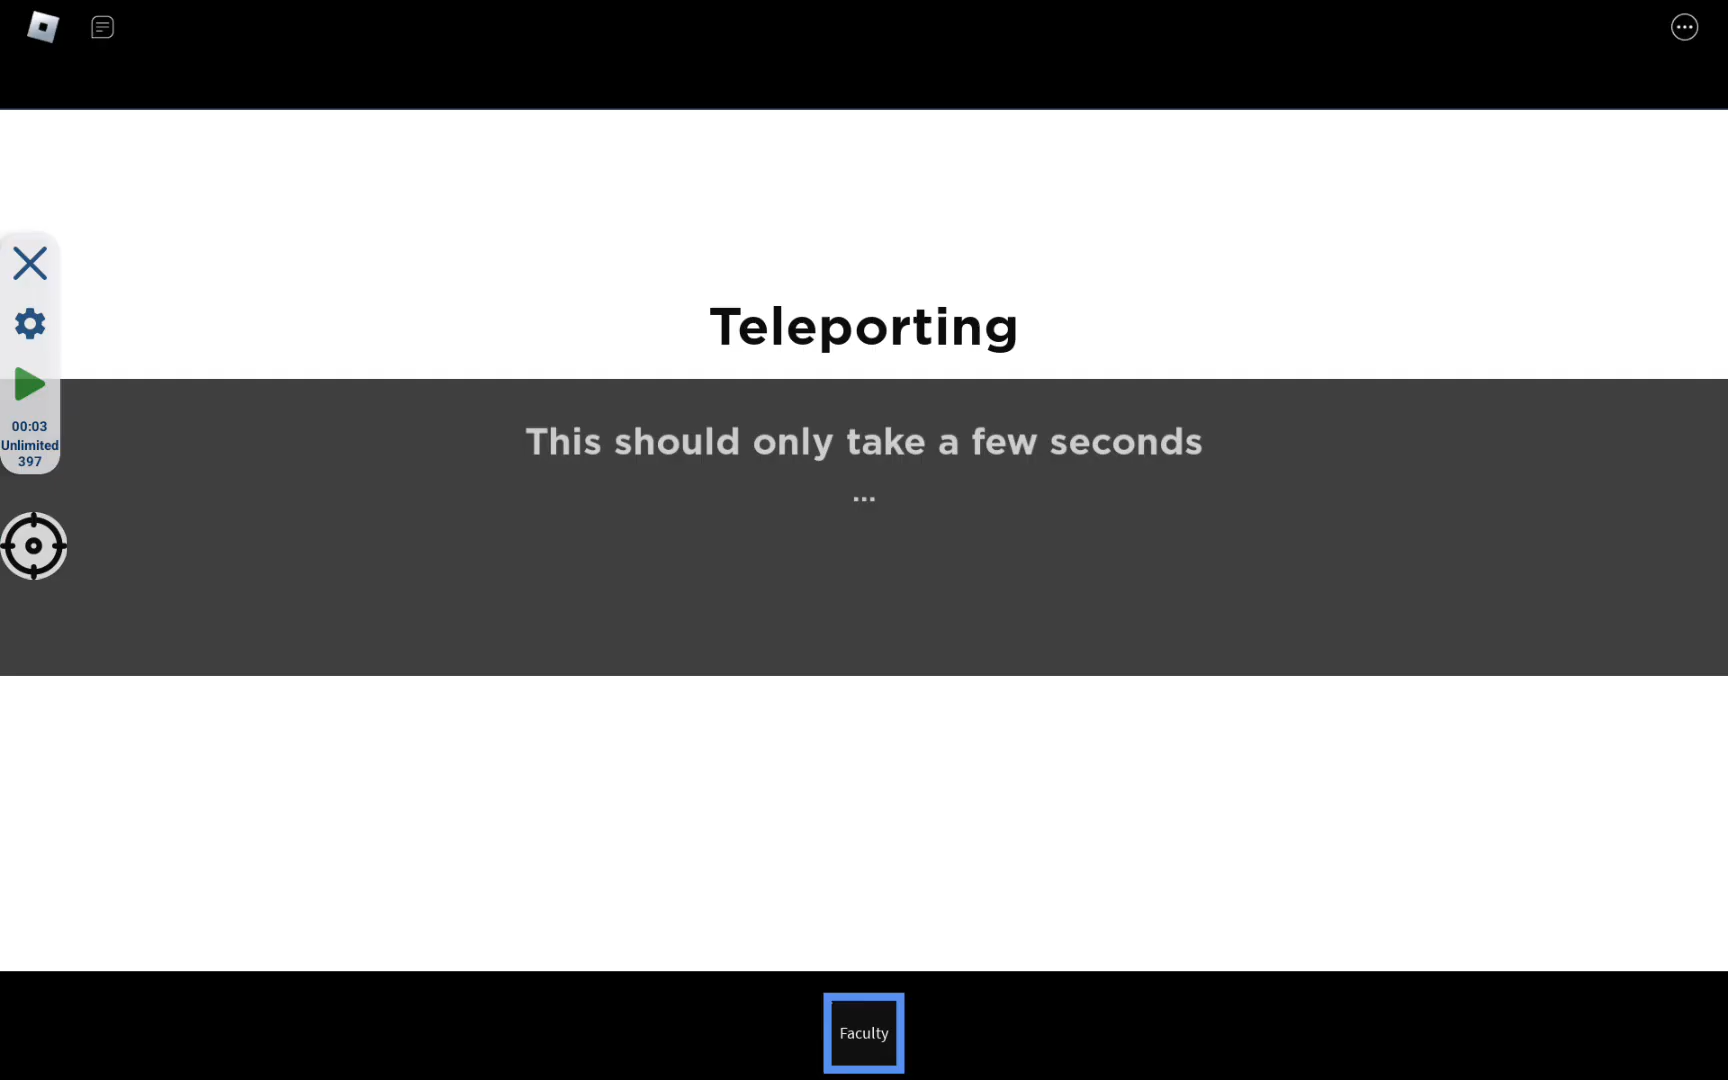 Teleporting
00:03
Unlimited
397
This should only take a few seconds
...
Faculty